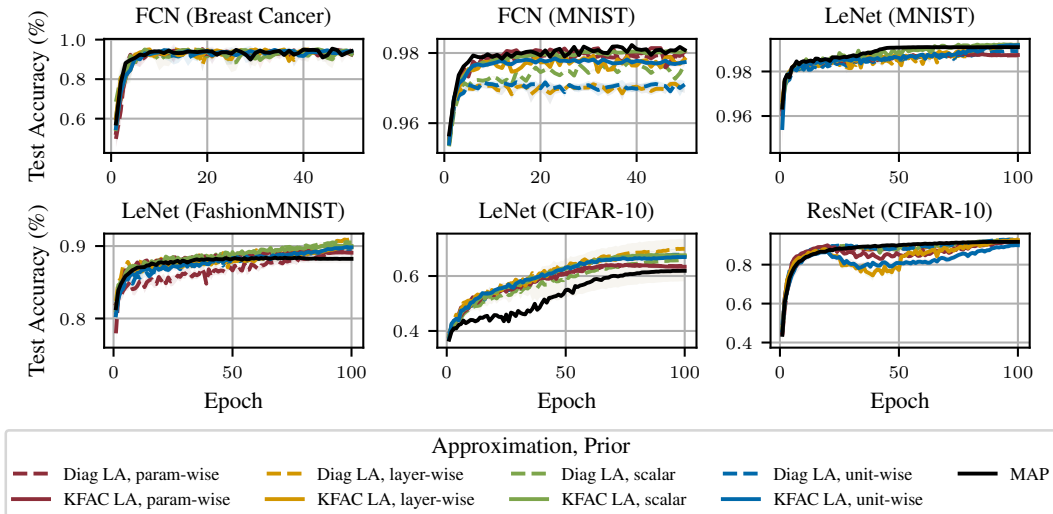 FCN (Breast Cancer) FCN (MNIST) LeNet (MNIST)
Test Accuracy (%)
1.0
0.8
0.6
0 20 40
0.98
0.96
0 20 40
0.98
0.96
0 50 100
LeNet (FashionMNIST) LeNet (CIFAR-10) ResNet (CIFAR-10)
Test Accuracy (%)
0.9
0.8
0 50 100
0.6
0.4
0 50 100
0.8
0.6
0.4
0 50 100
Epoch Epoch Epoch
Approximation, Prior
Diag LA, param-wise Diag LA, layer-wise Diag LA, scalar Diag LA, unit-wise MAP
KFAC LA, param-wise KFAC LA, layer-wise KFAC LA, scalar KFAC LA, unit-wise